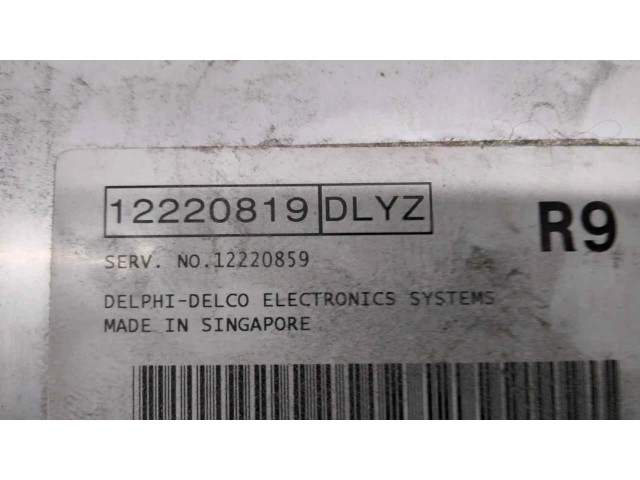 12220819 DLYZ
R9
SERV. NO.12220859
DELPHI-DELCO ELECTRONICS SYSTEMS
MADE IN SINGAPORE